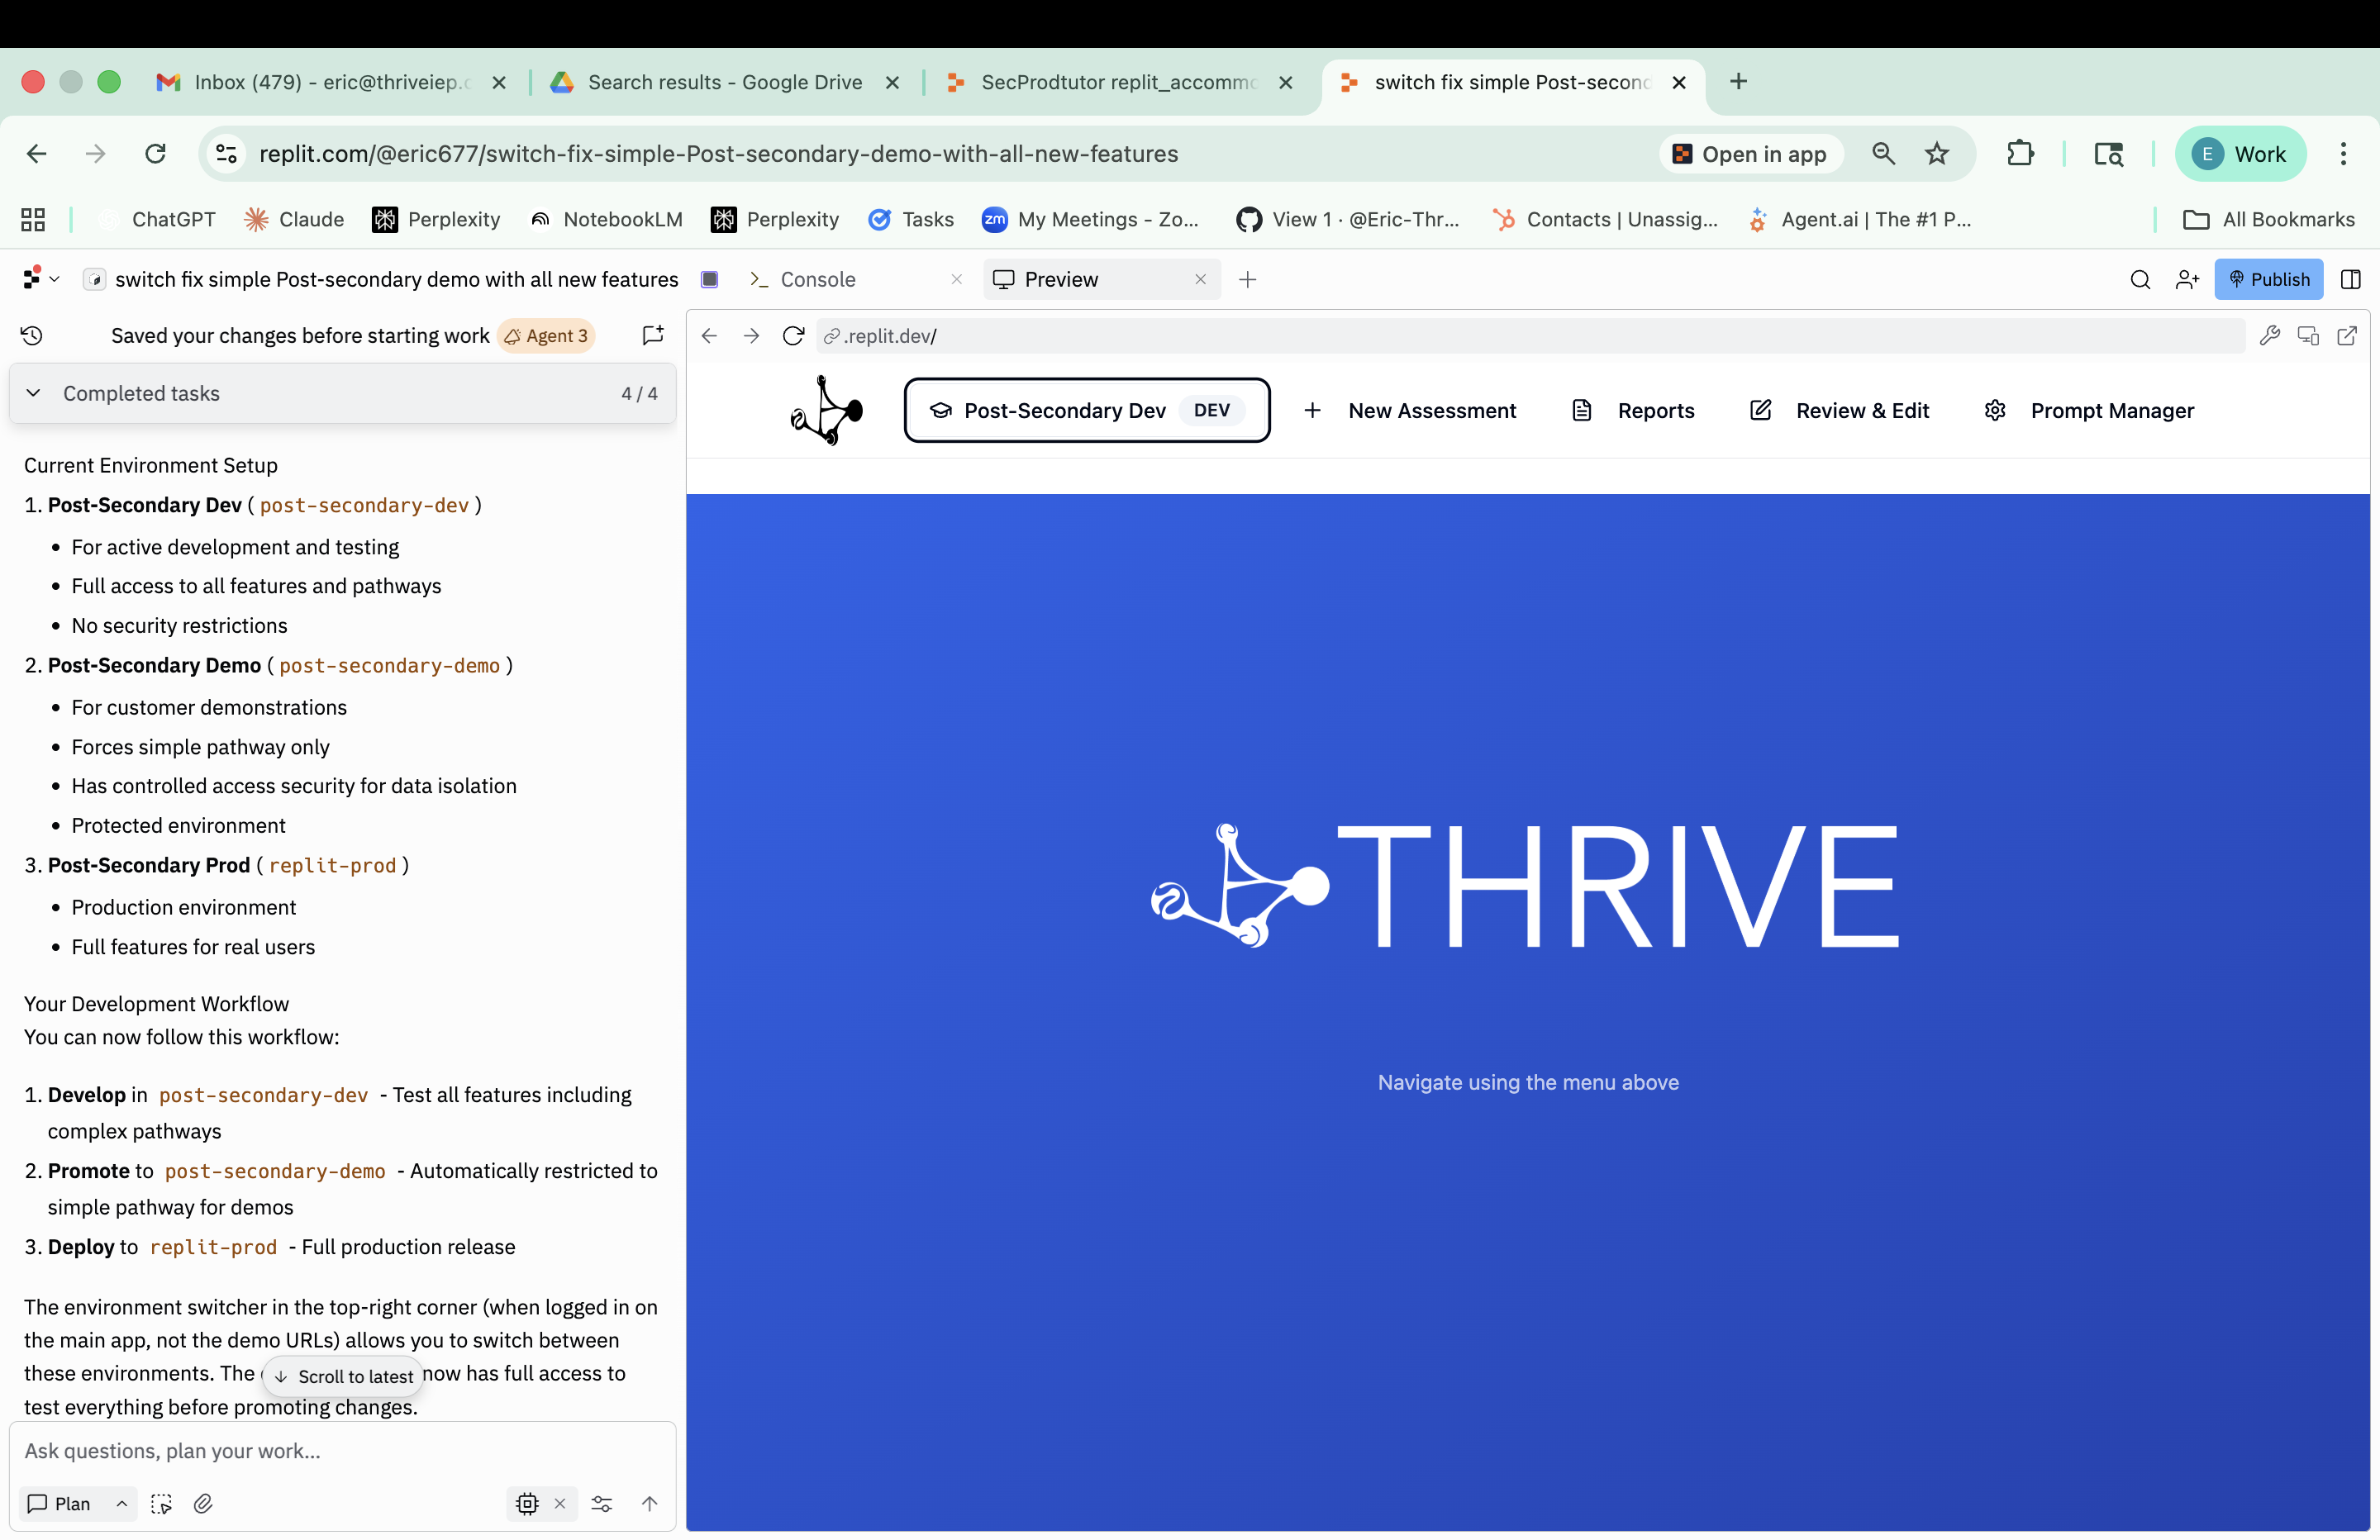 Inbox (479) - eric@thriveiep.c
Search results - Google Drive
SecProdtutor replit_accommo
switch fix simple Post-second
replit.com/@eric677/switch-fix-simple-Post-secondary-demo-with-all-new-features
Open in app
E
Work
ChatGPT
Claude
Perplexity
NotebookLM
Perplexity
Tasks
zm
My Meetings - Zo...
View 1 · @Eric-Thr...
Contacts | Unassig...
Agent.ai | The #1 P...
All Bookmarks
switch fix simple Post-secondary demo with all new features
Console
Preview
Publish
Saved your changes before starting work
Agent 3
.replit.dev/
Completed tasks
4 / 4
Current Environment Setup
1. Post-Secondary Dev ( post-secondary-dev )
• For active development and testing
• Full access to all features and pathways
• No security restrictions
2. Post-Secondary Demo ( post-secondary-demo )
• For customer demonstrations
• Forces simple pathway only
• Has controlled access security for data isolation
• Protected environment
3. Post-Secondary Prod ( replit-prod )
• Production environment
• Full features for real users
Your Development Workflow
You can now follow this workflow:
1. Develop in post-secondary-dev - Test all features including
complex pathways
2. Promote to post-secondary-demo - Automatically restricted to
simple pathway for demos
3. Deploy to replit-prod - Full production release
The environment switcher in the top-right corner (when logged in on
the main app, not the demo URLs) allows you to switch between
these environments. The
Scroll to latest
now has full access to
test everything before promoting changes.
Ask questions, plan your work...
Plan
Post-Secondary Dev
DEV
New Assessment
Reports
Review & Edit
Prompt Manager
THRIVE
Navigate using the menu above